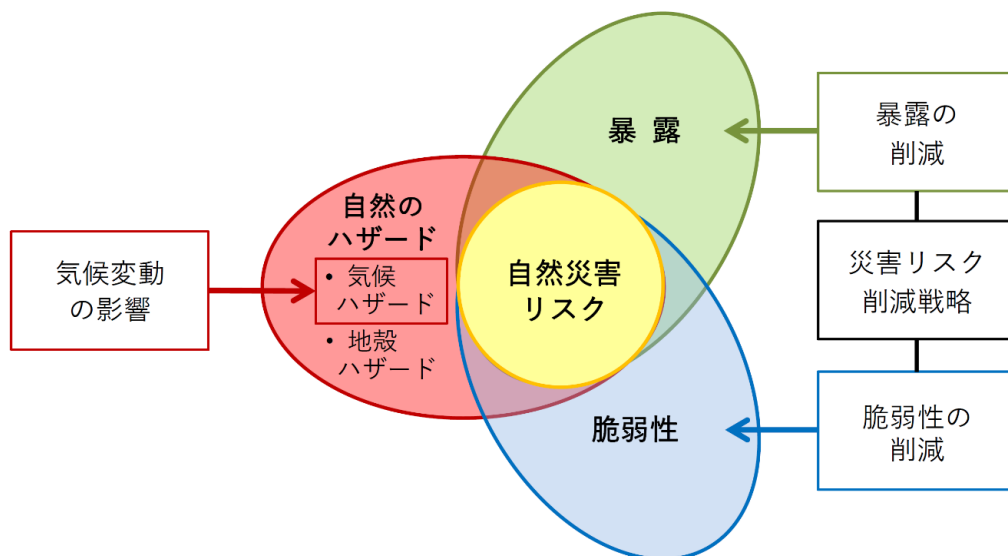 気候変動
の影響
自然の
ハザード
• 気候
ハザード
• 地殻
ハザード
自然災害
リスク
暴 露
脆弱性
暴露の
削減
災害リスク
削減戦略
脆弱性の
削減